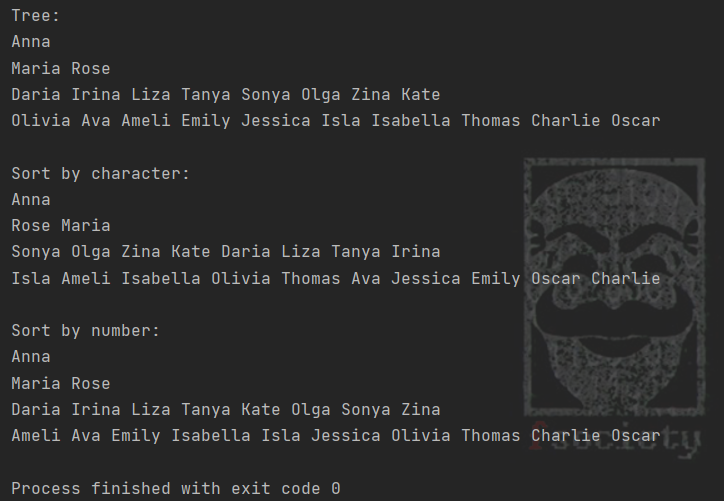 Tree:
Anna
Maria Rose
Daria Irina Liza Tanya Sonya Olga Zina Kate
Olivia Ava Ameli Emily Jessica Isla Isabella Thomas Charlie Oscar
Sort by character:
Anna
Rose Maria
Sonya Olga Zina Kate Daria Liza Tanya Irina
Isla Ameli Isabella Olivia Thomas Ava Jessica Emily Oscar Charlie
Sort by number:
Anna
Maria Rose
Daria Irina Liza Tanya Kate Olga Sonya Zina
Ameli Ava Emily Isabella Isla Jessica Olivia Thomas Charlie Oscar
fsociety
Process finished with exit code 0